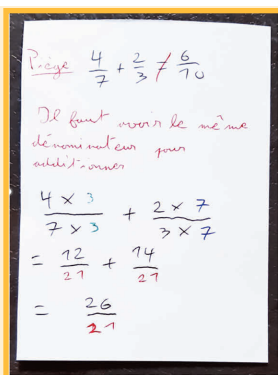 Piège 4/7 + 2/3 ≠ 6/10
Il faut avoir le même
dénominateur pour
additionner
4 × 3 / 7 × 3 + 2 × 7 / 3 × 7
= 12/21 + 14/21
= 26/21